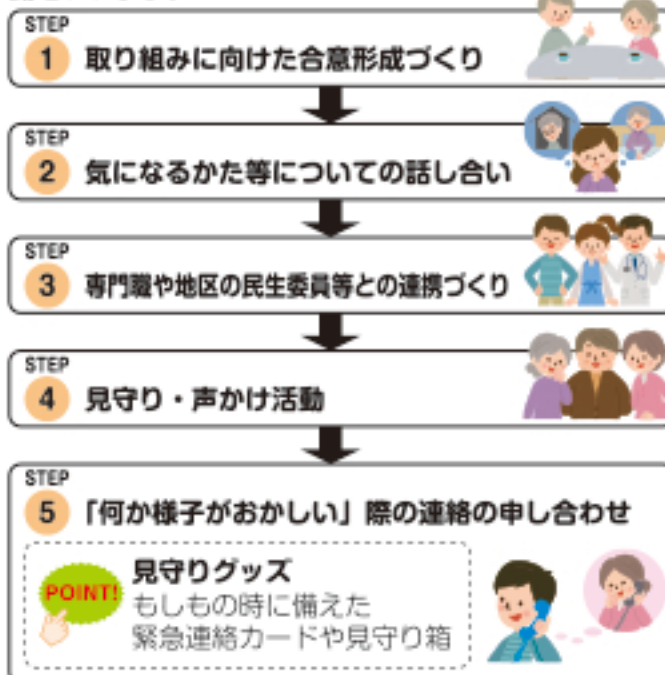 STEP
1 取り組みに向けた合意形成づくり
STEP
2 気になるかた等についての話し合い
STEP
3 専門職や地区の民生委員等との連携づくり
STEP
4 見守り・声かけ活動
STEP
5 「何か様子がおかしい」際の連絡の申し合わせ
POINT!
見守りグッズ
もしもの時に備えた
緊急連絡カードや見守り箱